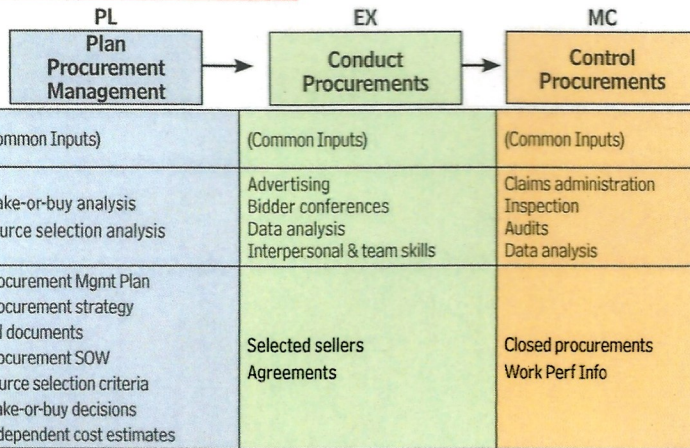 PL
EX
MC
Plan
Procurement
Management
Conduct
Procurements
Control
Procurements
ommon Inputs)
(Common Inputs)
(Common Inputs)
ake-or-buy analysis
urce selection analysis
Advertising
Bidder conferences
Data analysis
Interpersonal & team skills
Claims administration
Inspection
Audits
Data analysis
ocurement Mgmt Plan
ocurement strategy
d documents
ocurement SOW
urce selection criteria
ake-or-buy decisions
dependent cost estimates
Selected sellers
Agreements
Closed procurements
Work Perf Info